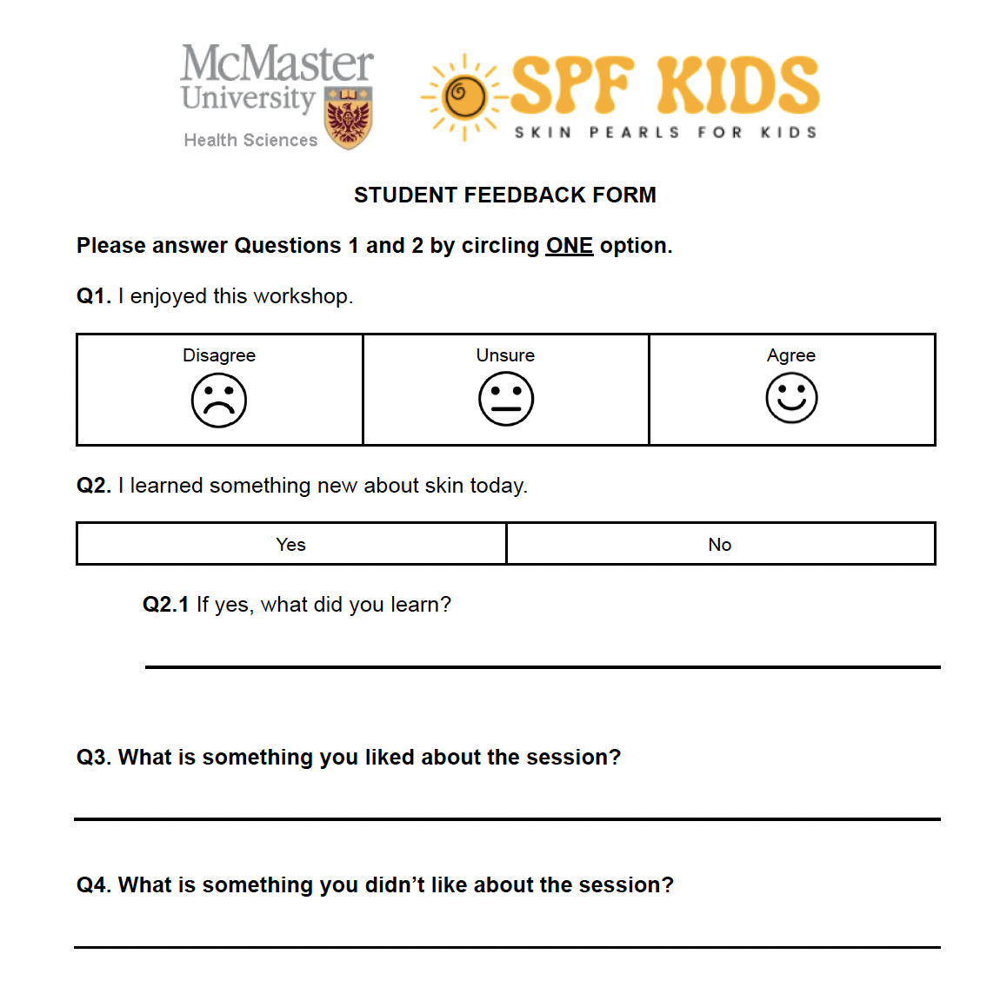 McMaster
University
Health Sciences
SPF KIDS
SKIN PEARLS FOR KIDS
STUDENT FEEDBACK FORM
Please answer Questions 1 and 2 by circling ONE option.
Q1. I enjoyed this workshop.
Disagree Unsure Agree
Q2. I learned something new about skin today.
Yes No
Q2.1 If yes, what did you learn?
Q3. What is something you liked about the session?
Q4. What is something you didn’t like about the session?